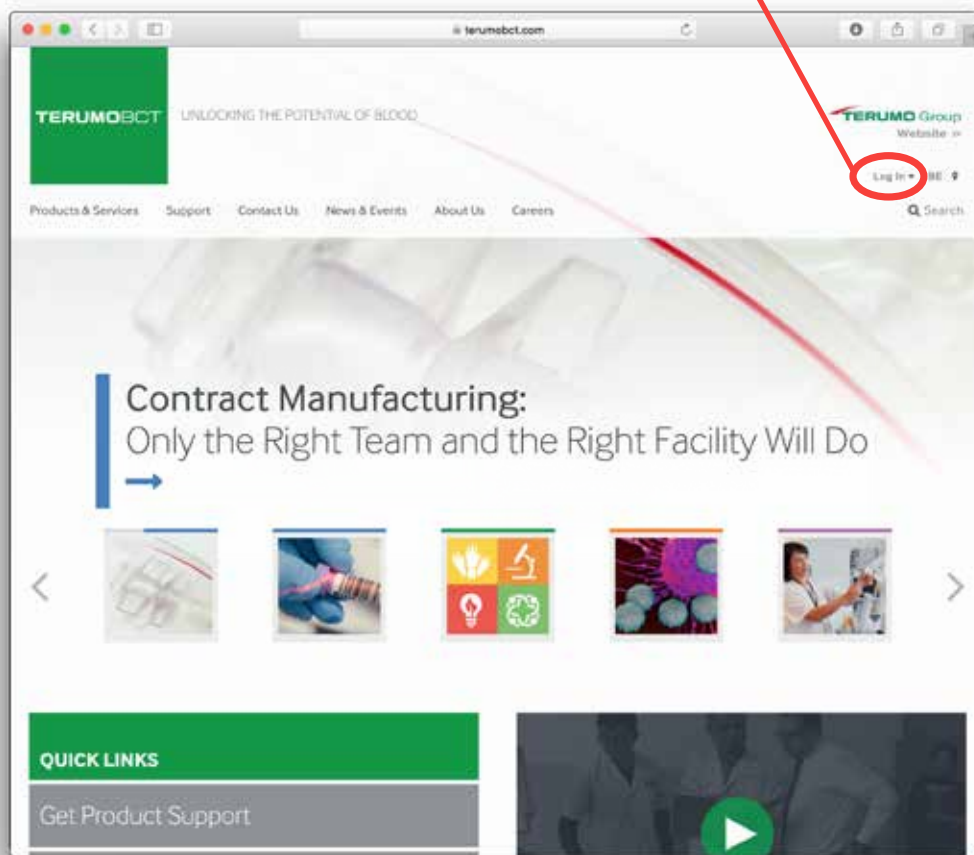 terumobct.com
TERUMOBCT
UNLOCKING THE POTENTIAL OF BLOOD
TERUMO Group
Website »
Log In
BE
Products & Services Support Contact Us News & Events About Us Careers
Search
Contract Manufacturing:
Only the Right Team and the Right Facility Will Do
QUICK LINKS
Get Product Support